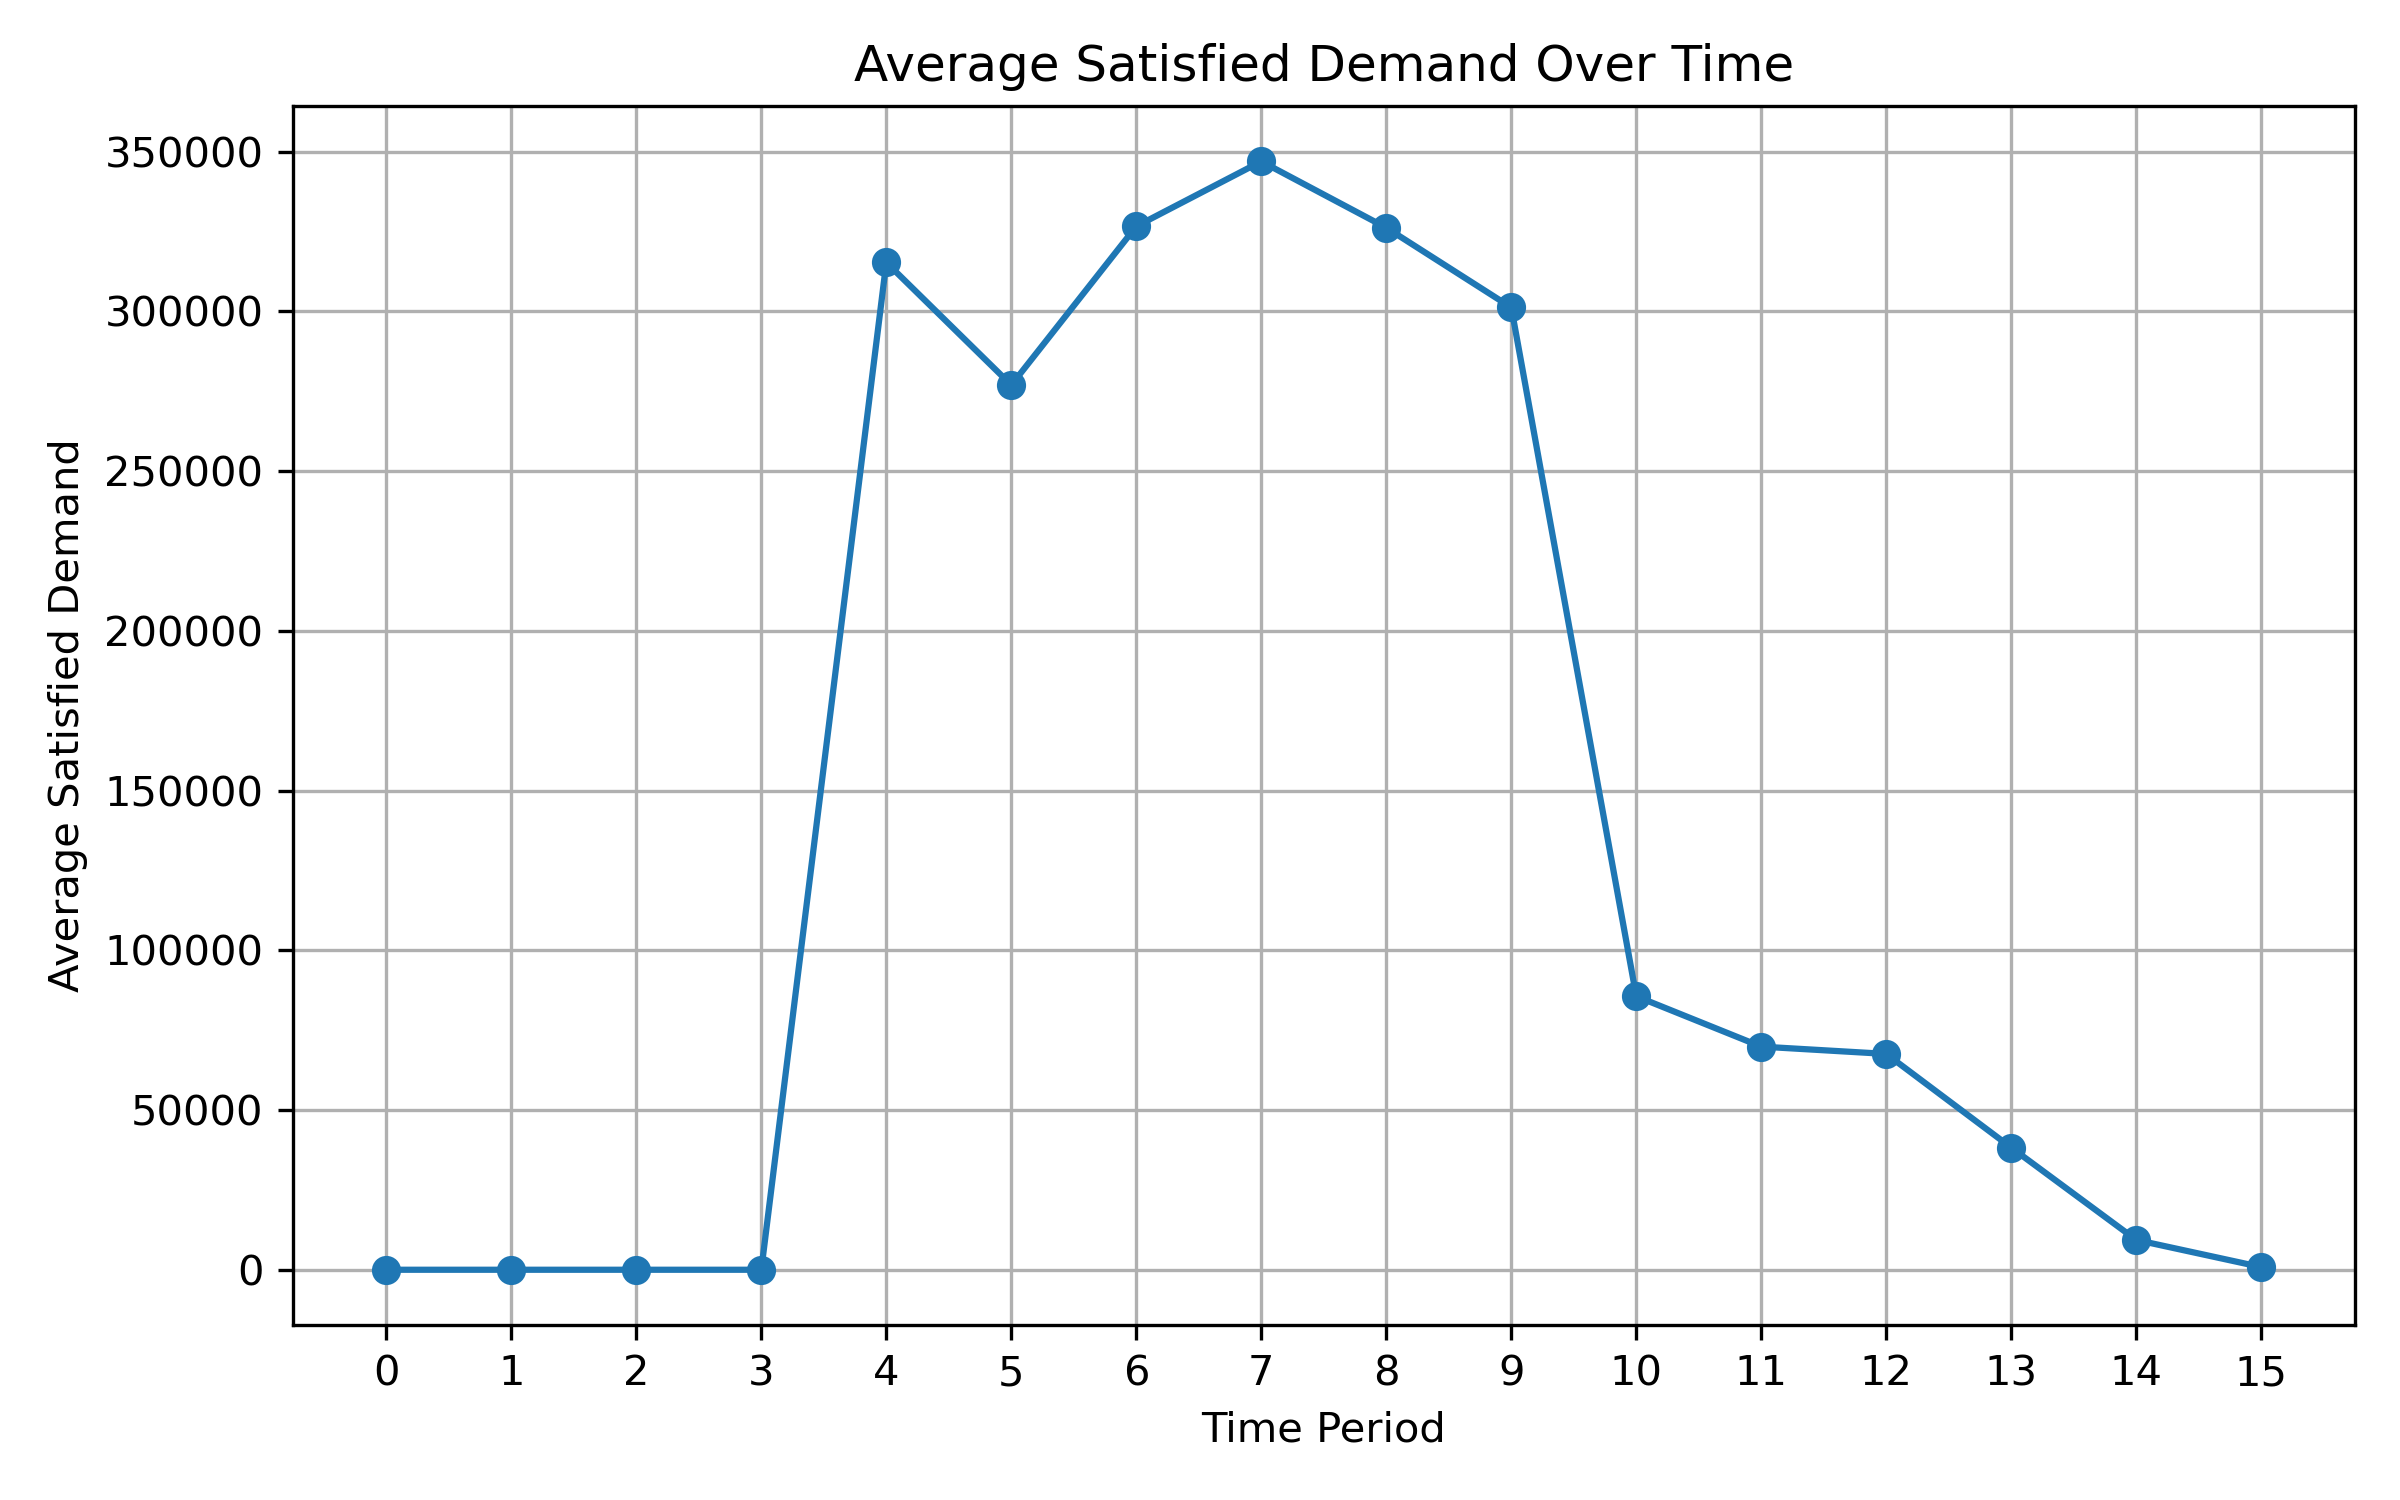 Average Satisfied Demand Over Time
Average Satisfied Demand
350000
300000
250000
200000
150000
100000
50000
0
0 1 2 3 4 5 6 7 8 9 10 11 12 13 14 15
Time Period